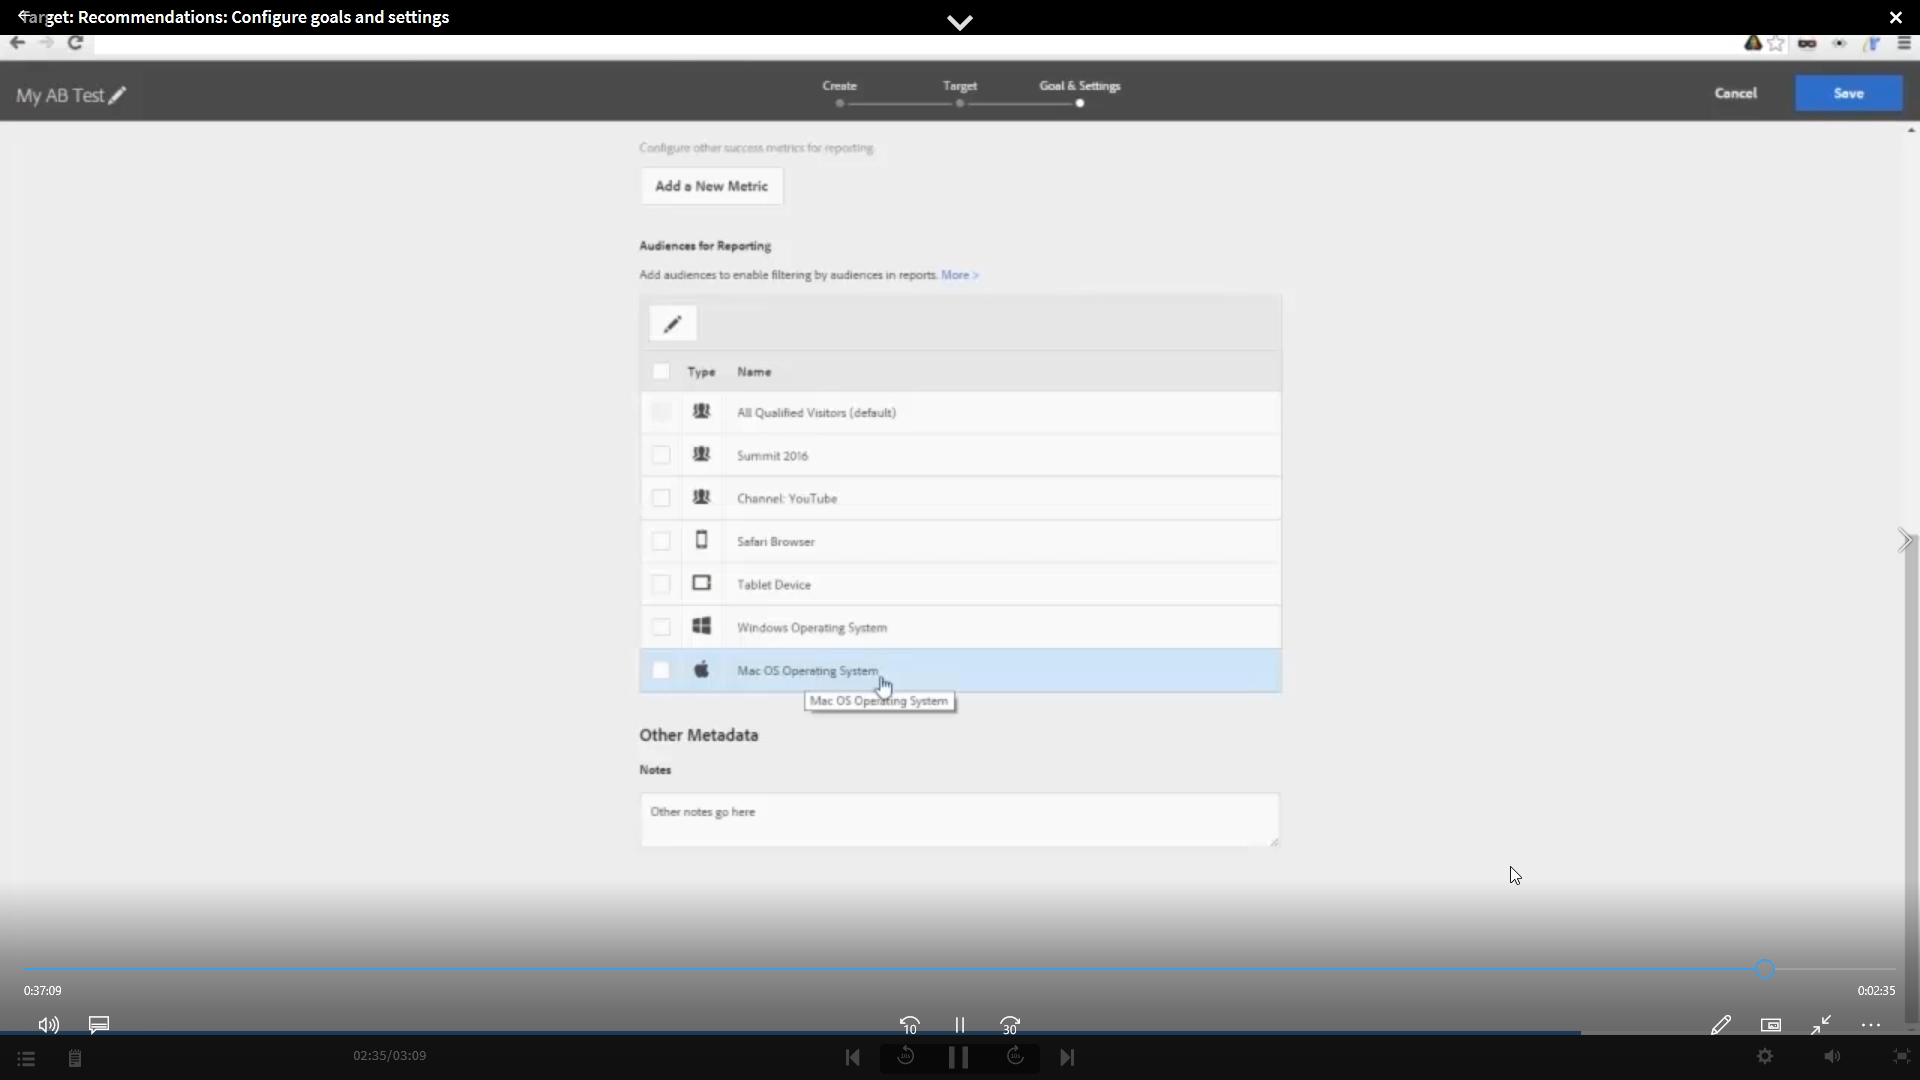 Target: Recommendations: Configure goals and settings
My AB Test
Create
Target
Goal & Settings
Cancel
Save
Configure other success metrics for reporting.
Add a New Metric
Audiences for Reporting
Add audiences to enable filtering by audiences in reports. More >
Type Name
All Qualified Visitors (default)
Summit 2016
Channel: YouTube
Safari Browser
Tablet Device
Windows Operating System
Mac OS Operating System
Mac OS Operating System
Other Metadata
Notes
Other notes go here
0:37:09
0:02:35
10
30
02:35/03:09
10s
10s